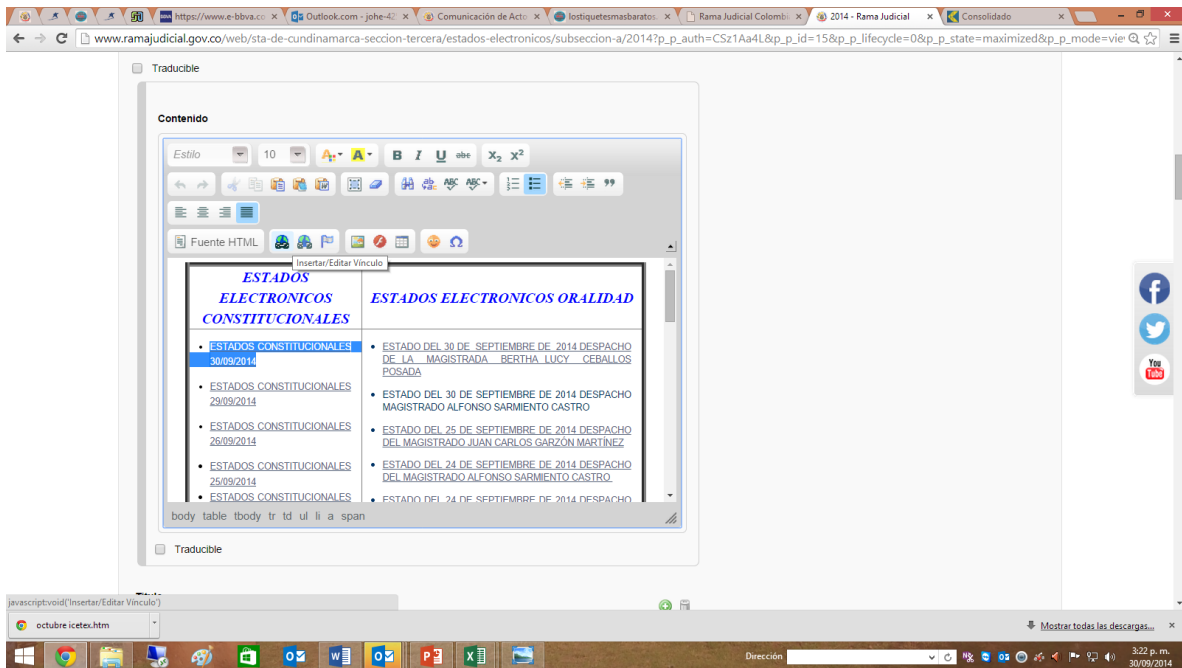 https://www.e-bbva.co
Outlook.com - johe-42
Comunicación de Acto
lostiquetesmasbaratos.
Rama Judicial Colombi
2014 - Rama Judicial
Consolidado
www.ramajudicial.gov.co/web/sta-de-cundinamarca-seccion-tercera/estados-electronicos/subseccion-a/2014?p_p_auth=CSz1Aa4L&p_p_id=15&p_p_lifecycle=0&p_p_state=maximized&p_p_mode=vie
Traducible
Contenido
Estilo 10 B I U abc X2 X2
ABC ABC
Fuente HTML
Insertar/Editar Vínculo
ESTADOS
ELECTRONICOS
CONSTITUCIONALES
ESTADOS ELECTRONICOS ORALIDAD
ESTADOS CONSTITUCIONALES
30/09/2014
ESTADOS CONSTITUCIONALES
29/09/2014
ESTADOS CONSTITUCIONALES
26/09/2014
ESTADOS CONSTITUCIONALES
25/09/2014
ESTADOS CONSTITUCIONALES
ESTADO DEL 30 DE SEPTIEMBRE DE 2014 DESPACHO
DE LA MAGISTRADA BERTHA LUCY CEBALLOS
POSADA
ESTADO DEL 30 DE SEPTIEMBRE DE 2014 DESPACHO
MAGISTRADO ALFONSO SARMIENTO CASTRO
ESTADO DEL 25 DE SEPTIEMBRE DE 2014 DESPACHO
DEL MAGISTRADO JUAN CARLOS GARZÓN MARTÍNEZ
ESTADO DEL 24 DE SEPTIEMBRE DE 2014 DESPACHO
DEL MAGISTRADO ALFONSO SARMIENTO CASTRO
ESTADO DEL 24 DE SEPTIEMBRE DE 2014 DESPACHO
body table tbody tr td ul li a span
Traducible
You
Tube
javascript:void('Insertar/Editar Vínculo')
octubre icetex.htm
Mostrar todas las descargas...
Dirección
3:22 p. m.
30/09/2014